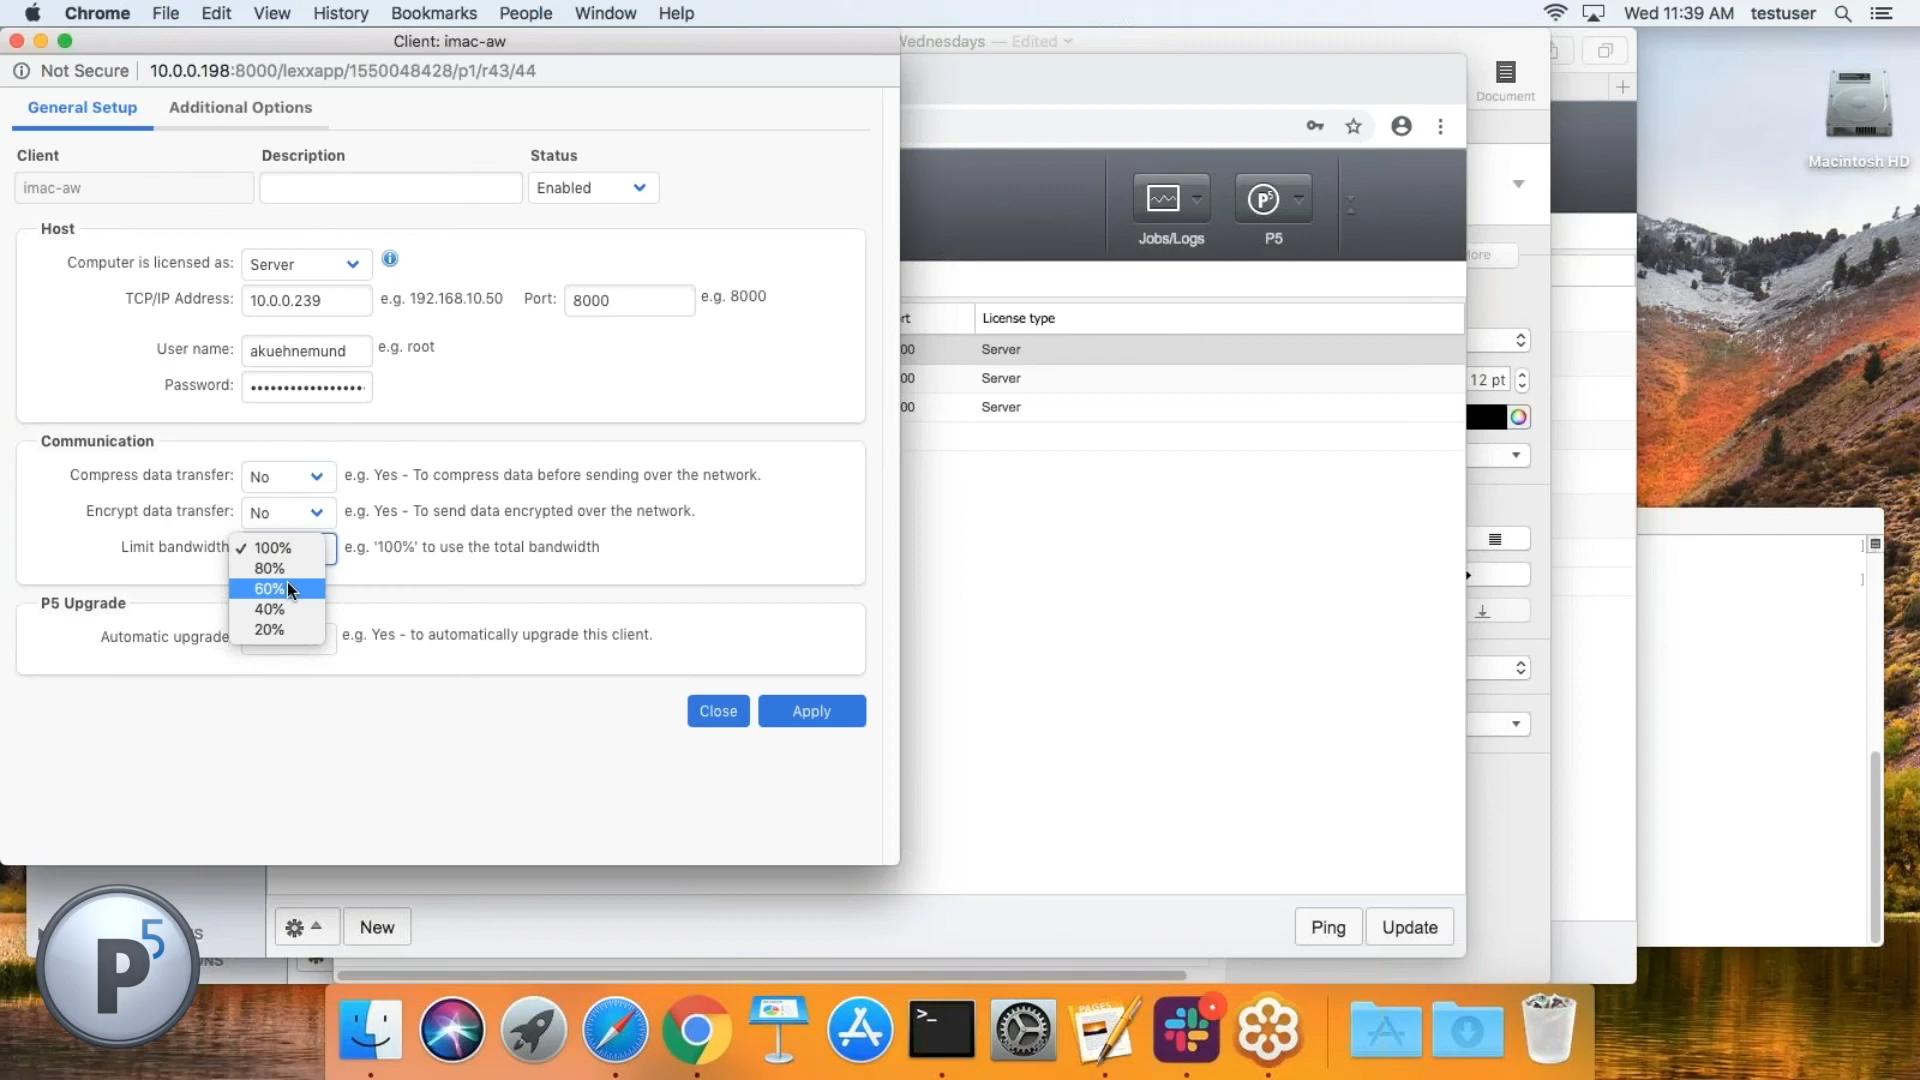 Chrome File Edit View History Bookmarks People Window Help
Wed 11:39 AM testuser
Client: imac-aw
Wednesdays — Edited
Not Secure 10.0.0.198:8000/lexxapp/1550048428/p1/r43/44
General Setup Additional Options
Document
Macintosh HD
Client Description Status
imac-aw Enabled
Host
Computer is licensed as: Server
TCP/IP Address: 10.0.0.239 e.g. 192.168.10.50 Port: 8000 e.g. 8000
User name: akuehnemund e.g. root
Password: ••••••••••••••••••
Jobs/Logs P5
License type
00 Server
00 Server
00 Server
12 pt
Communication
Compress data transfer: No e.g. Yes - To compress data before sending over the network.
Encrypt data transfer: No e.g. Yes - To send data encrypted over the network.
Limit bandwidth e.g. '100%' to use the total bandwidth
✓ 100%
80%
60%
40%
20%
P5 Upgrade
Automatic upgrade e.g. Yes - to automatically upgrade this client.
Close Apply
New Ping Update
P5
PAGES